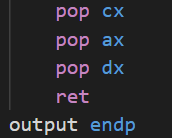 pop cx
pop ax
pop dx
ret
output endp